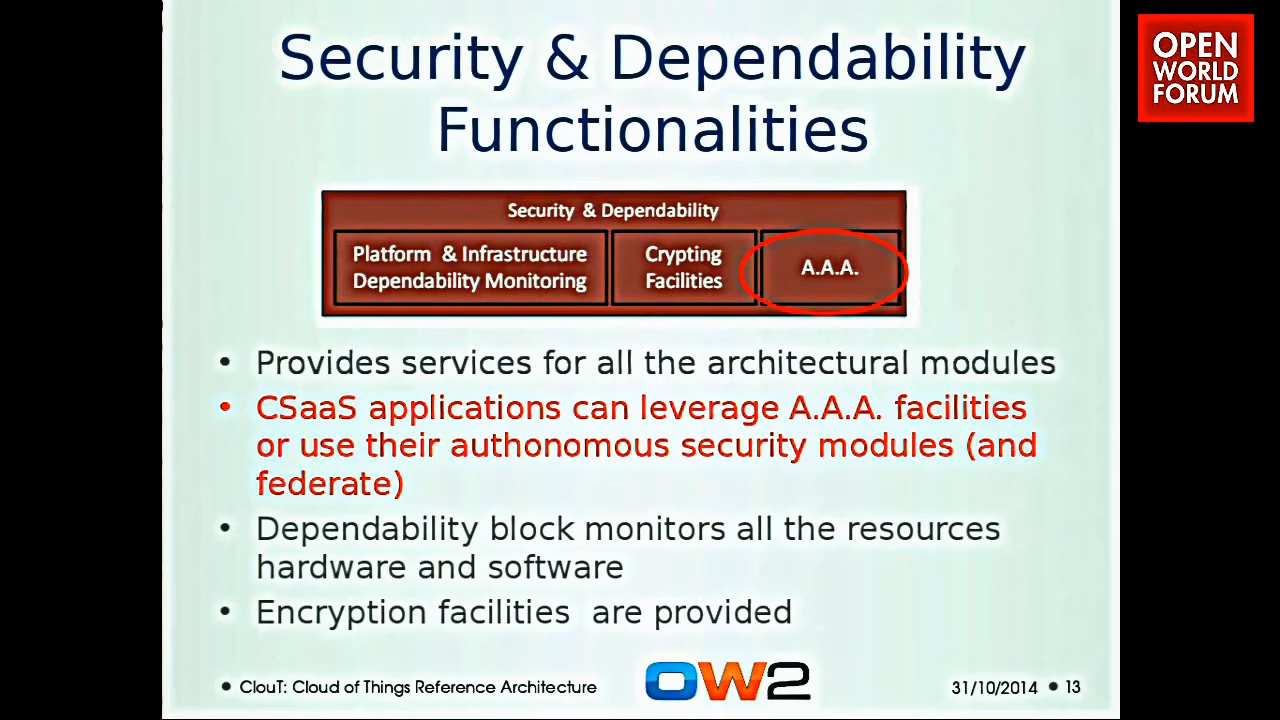 Security & Dependability
Functionalities
OPEN
WORLD
FORUM
Security & Dependability
Platform & Infrastructure
Dependability Monitoring
Crypting
Facilities
A.A.A.
• Provides services for all the architectural modules
• CSaaS applications can leverage A.A.A. facilities
or use their authonomous security modules (and
federate)
• Dependability block monitors all the resources
hardware and software
• Encryption facilities are provided
• ClouT: Cloud of Things Reference Architecture
OW2
31/10/2014 • 13